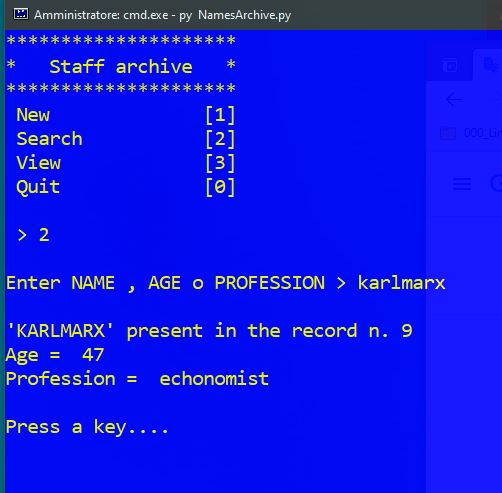 Amministratore: cmd.exe - py  NamesArchive.py
*********************
*   Staff archive   *
*********************
 New              [1]
 Search           [2]
 View             [3]
 Quit             [0]
 > 2
Enter NAME , AGE o PROFESSION > karlmarx
'KARLMARX' present in the record n. 9
Age =  47
Profession =  echonomist
Press a key....
000_Lin